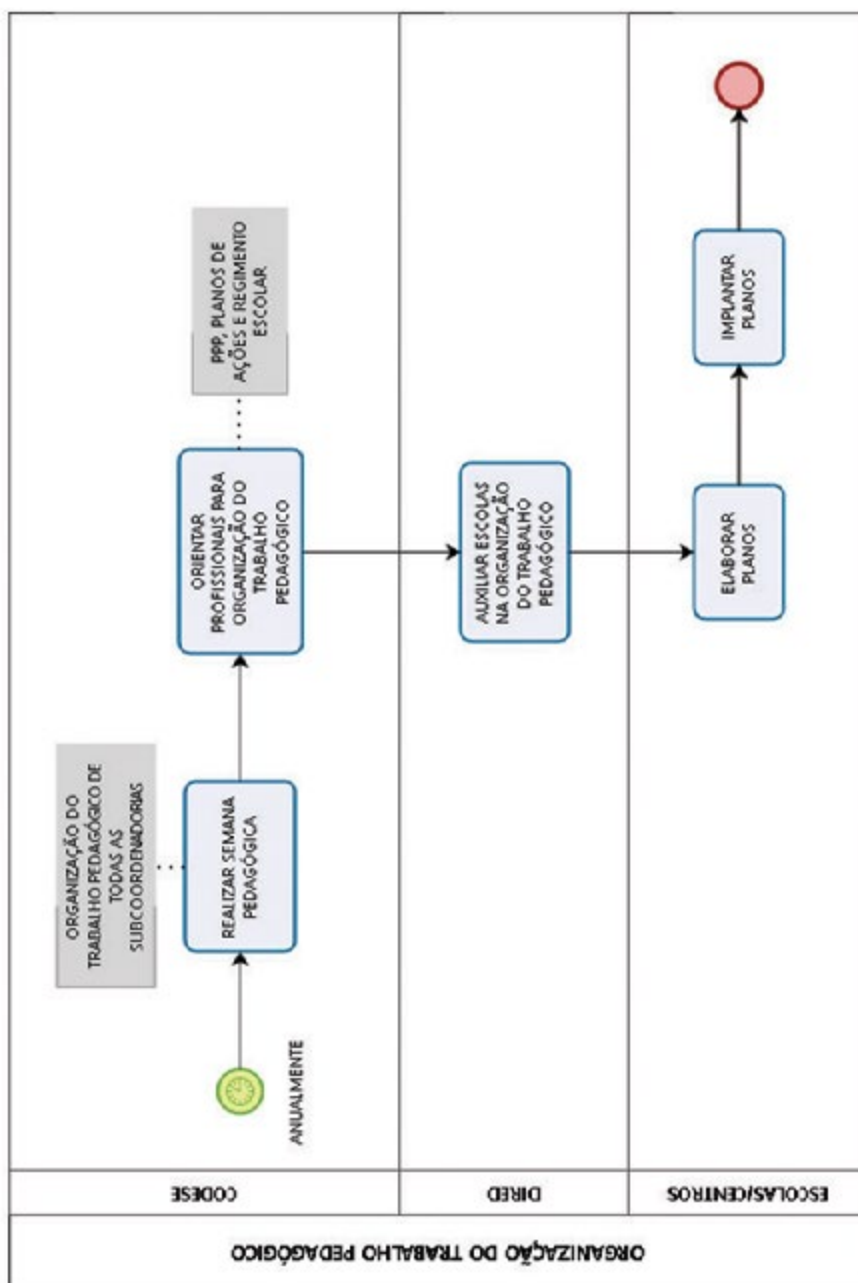 ORGANIZAÇÃO DO TRABALHO PEDAGÓGICO
CODESE
ANUALMENTE
ORGANIZAÇÃO DO
TRABALHO PEDAGÓGICO DE
TODAS AS
SUBCOORDENADORIAS
REALIZAR SEMANA
PEDAGÓGICA
ORIENTAR
PROFISSIONAIS PARA
ORGANIZAÇÃO DO
TRABALHO
PEDAGÓGICO
PPP, PLANOS DE
AÇÕES E REGIMENTO
ESCOLAR
DIRED
AUXILIAR ESCOLAS
NA ORGANIZAÇÃO
DO TRABALHO
PEDAGÓGICO
ESCOLAS/CENTROS
ELABORAR
PLANOS
IMPLANTAR
PLANOS